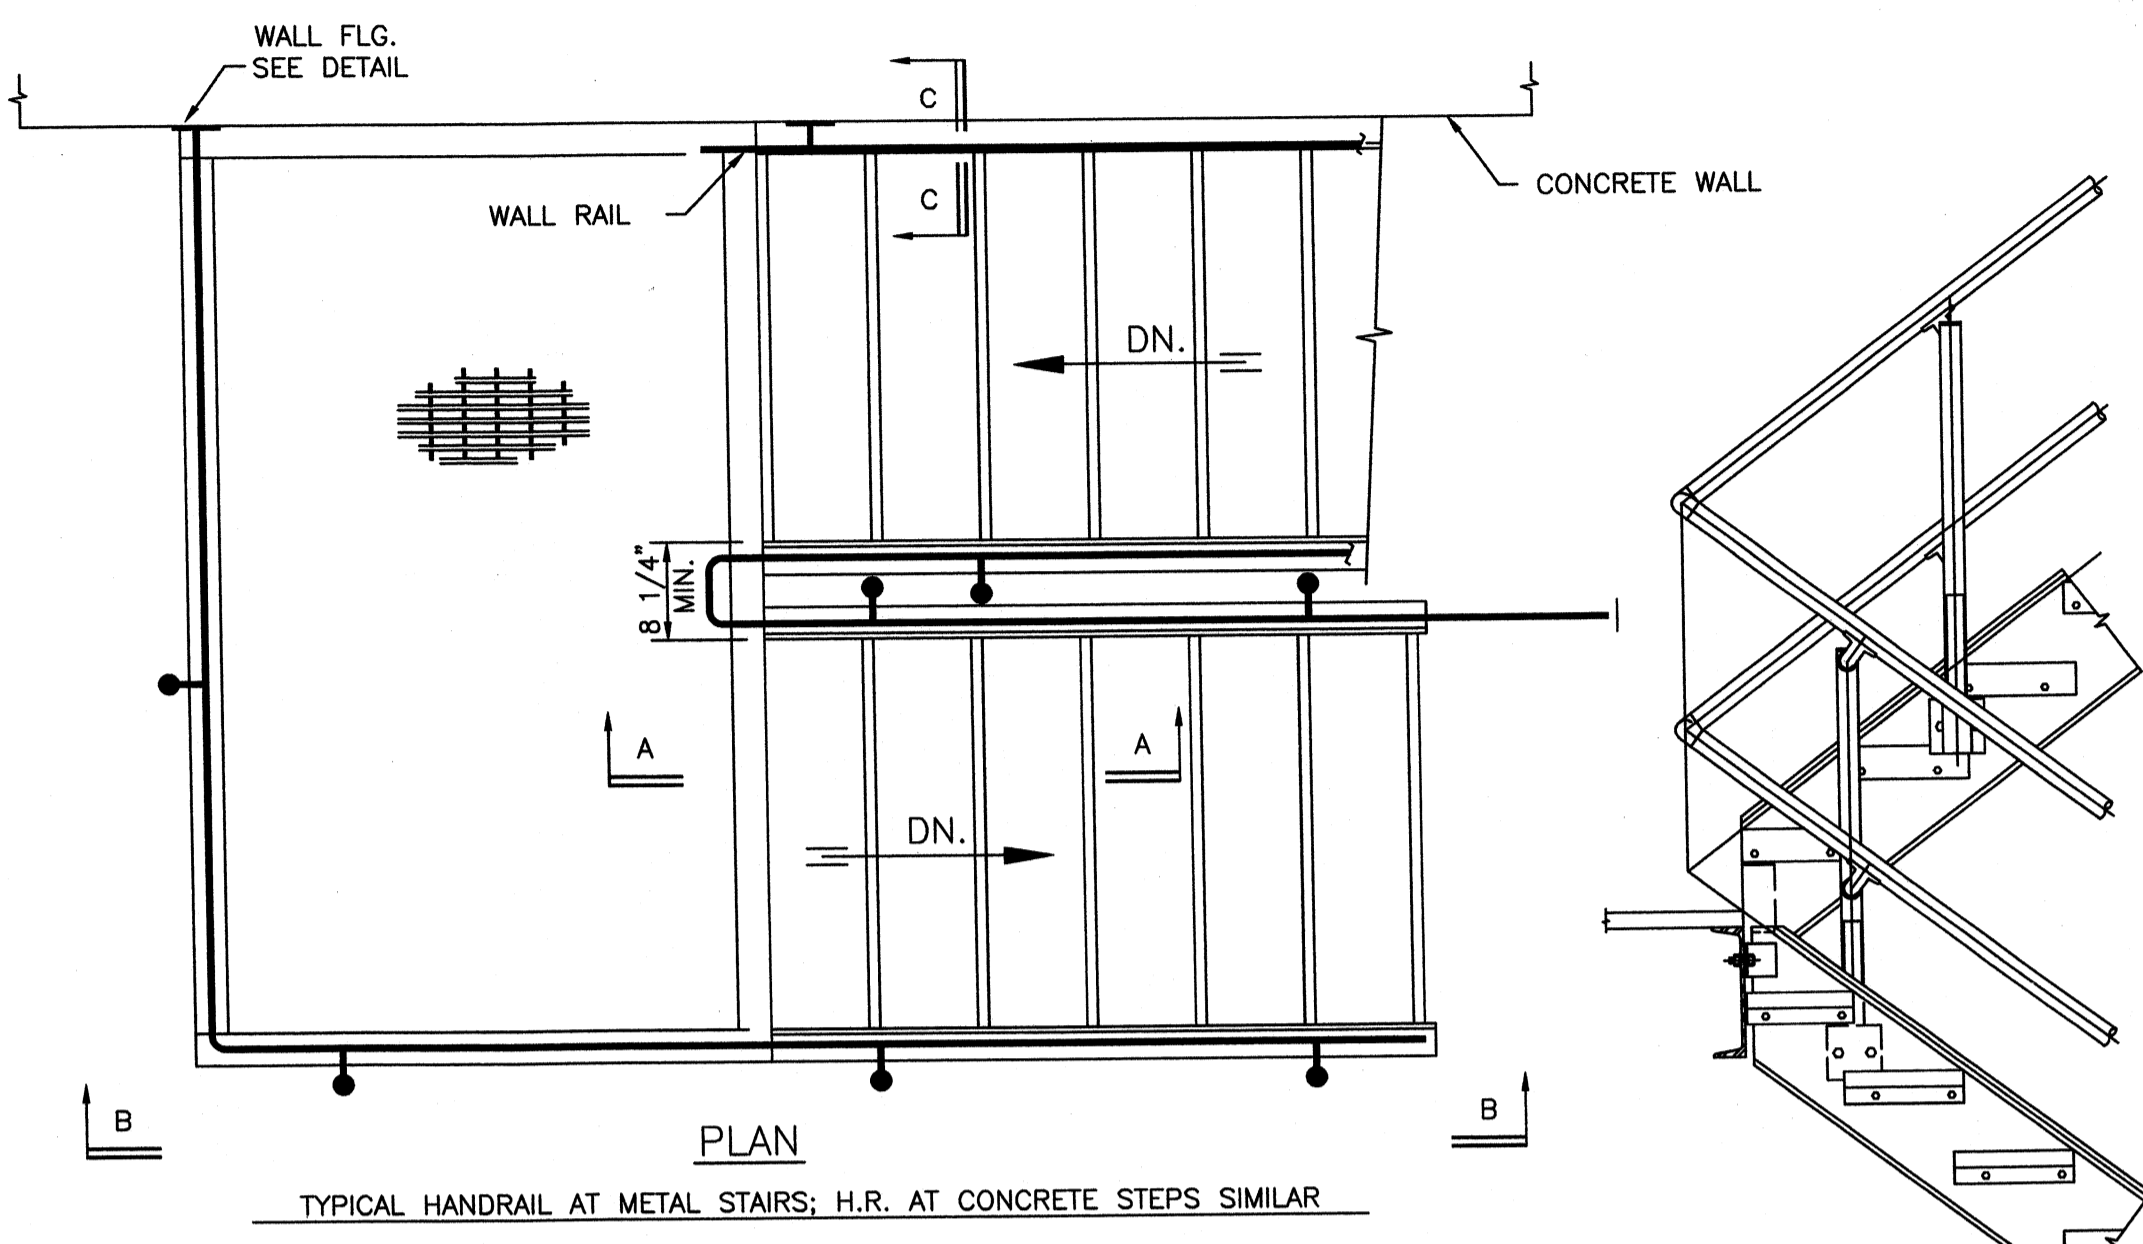 WALL FLG.
SEE DETAIL
C
C
WALL RAIL
CONCRETE WALL
DN.
8 1/4"
MIN.
A
A
DN.
B
B
PLAN
TYPICAL HANDRAIL AT METAL STAIRS; H.R. AT CONCRETE STEPS SIMILAR